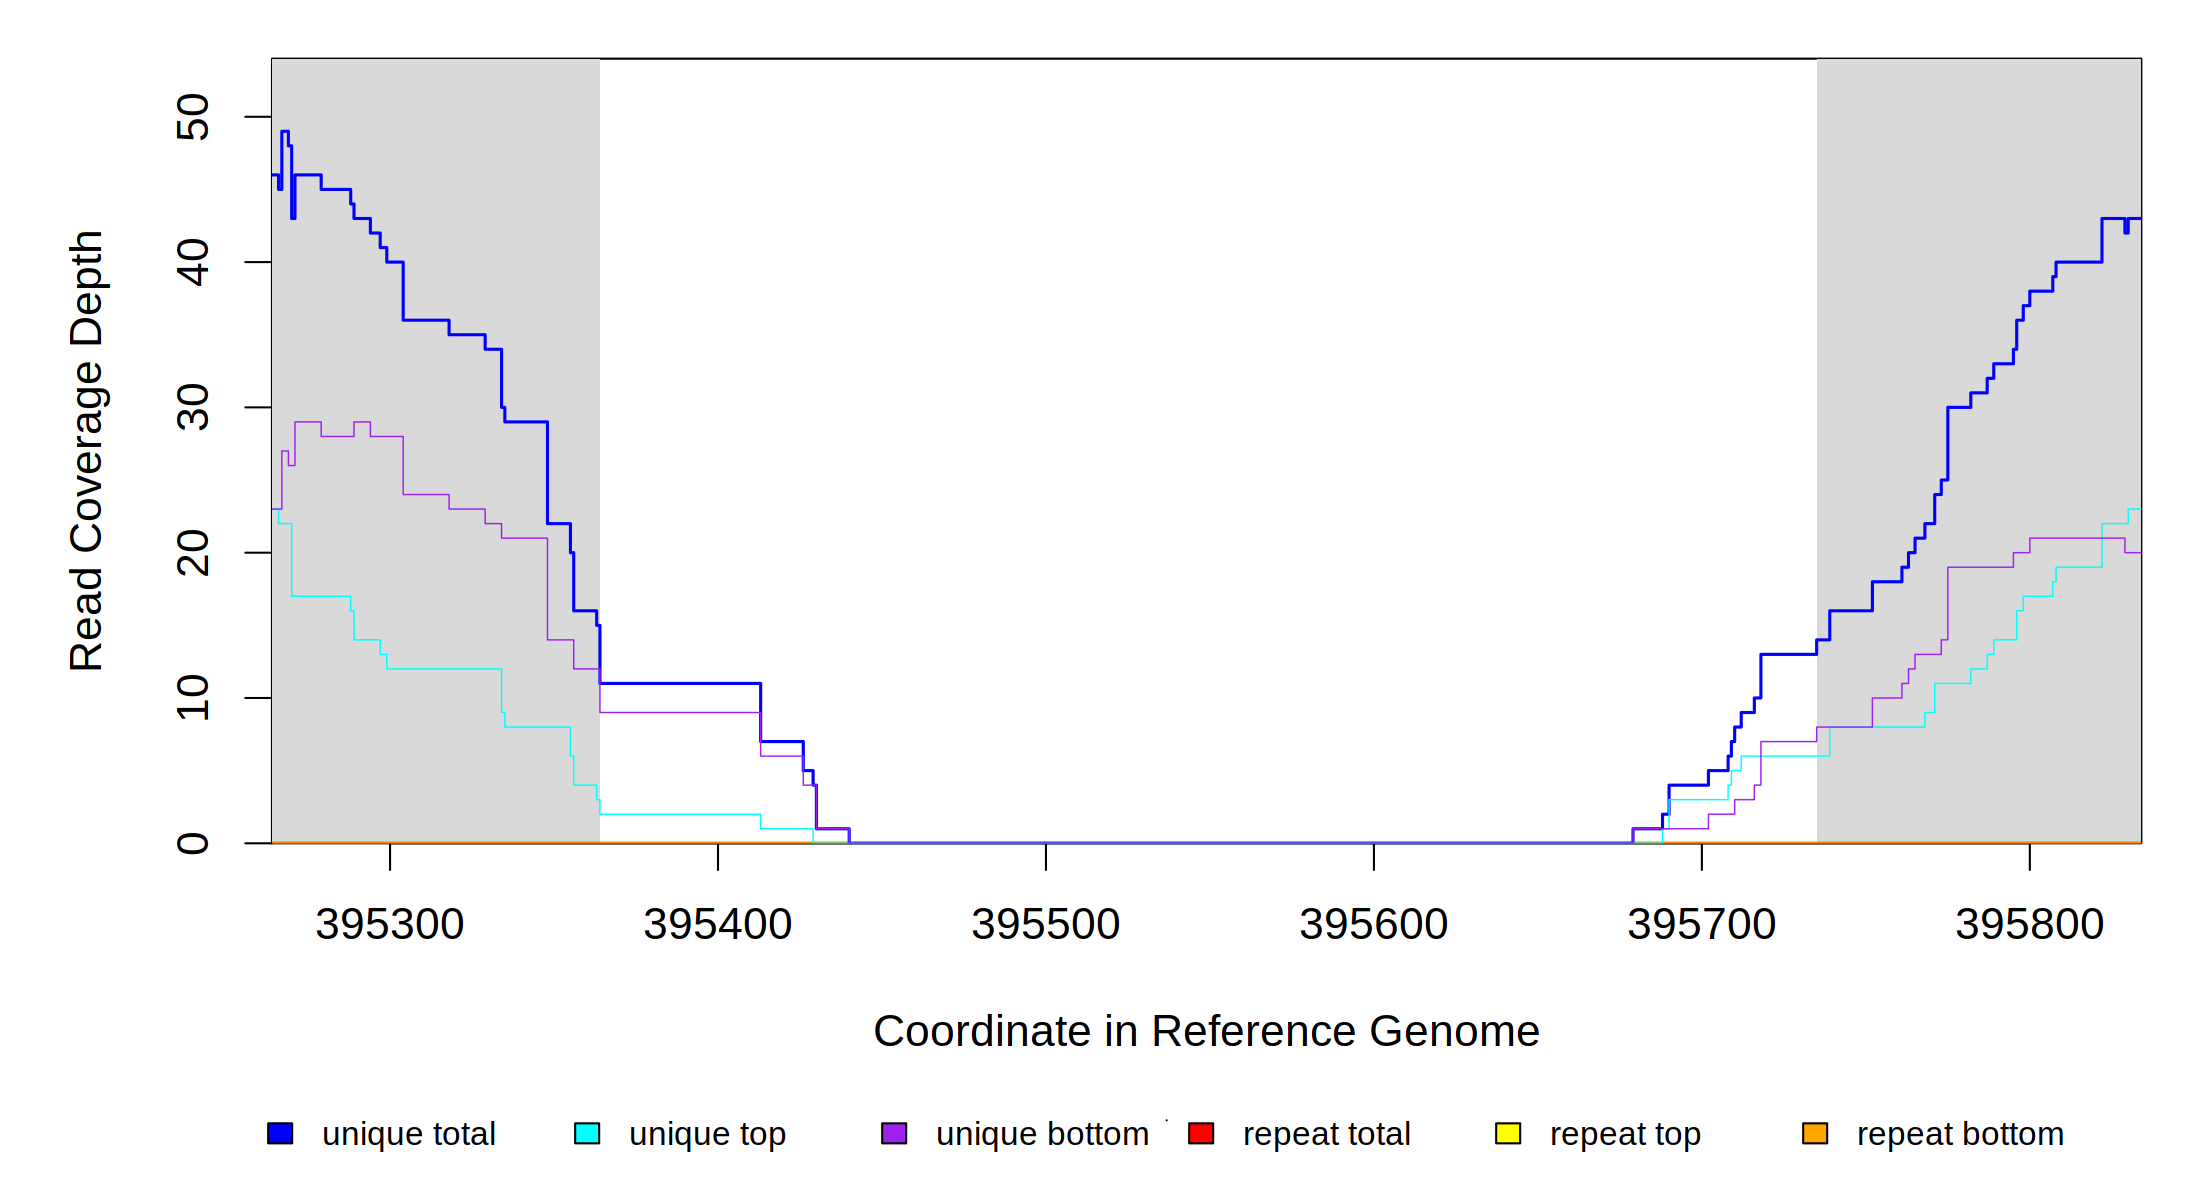 Read Coverage Depth
50
40
30
20
10
0
395300 395400 395500 395600 395700 395800
Coordinate in Reference Genome
unique total unique top unique bottom repeat total repeat top repeat bottom